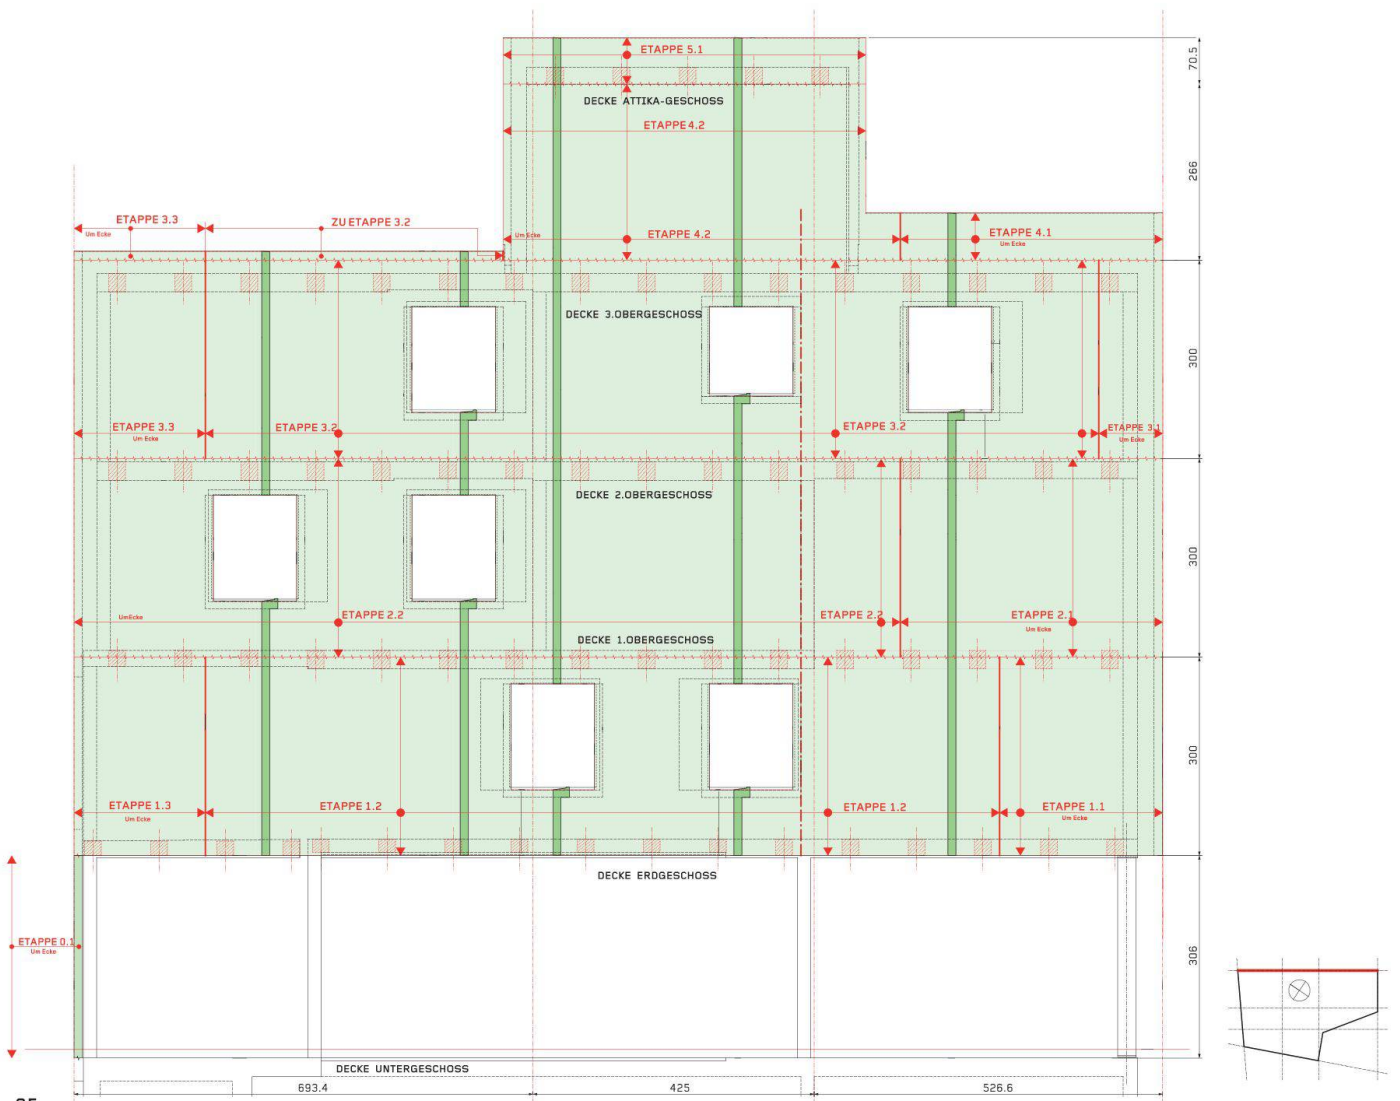 ETAPPE 5.1
70.5
DECKE ATTIKA-GESCHOSS
ETAPPE 4.2
266
ETAPPE 3.3
Um Ecke
ZU ETAPPE 3.2
Um Ecke
ETAPPE 4.2
ETAPPE 4.1
Um Ecke
DECKE 3.OBERGESCHOSS
300
ETAPPE 3.3
Um Ecke
ETAPPE 3.2
ETAPPE 3.2
ETAPPE 3.1
Um Ecke
DECKE 2.OBERGESCHOSS
300
UmEcke
ETAPPE 2.2
ETAPPE 2.2
ETAPPE 2.1
Um Ecke
DECKE 1.OBERGESCHOSS
300
ETAPPE 1.3
Um Ecke
ETAPPE 1.2
ETAPPE 1.2
ETAPPE 1.1
Um Ecke
DECKE ERDGESCHOSS
ETAPPE 0.1
Um Ecke
306
DECKE UNTERGESCHOSS
693.4
425
526.6